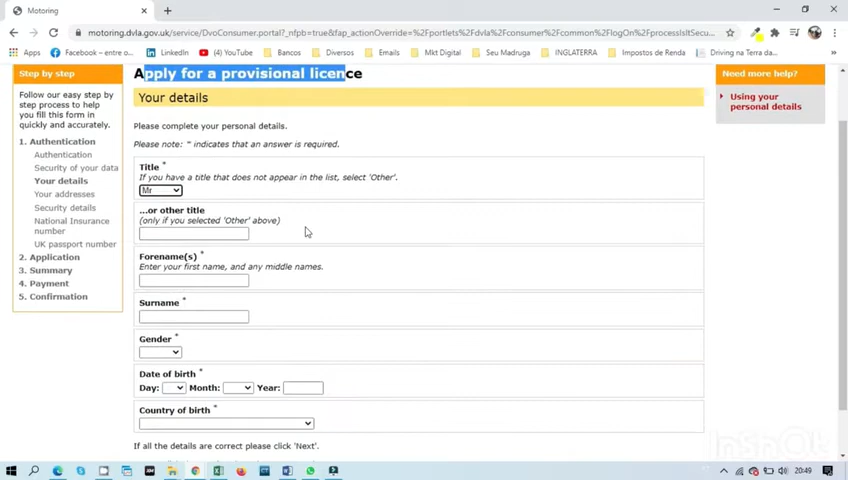 Motoring
motoring.dvla.gov.uk/service/DvoConsumer.portal?_nfpb=true&fap_actionOverride=%2Fportlets%2Fdvla%2Fconsumer%2Fcommon%2FlogOn%2FprocessIsItSecu...
Apps Facebook – entre o... LinkedIN (4) YouTube Bancos Diversos Emails Mkt Digital Seu Madruga INGLATERRA Impostos de Renda Driving na Terra da...
Step by step
Follow our easy step by
step process to help
you fill this form in
quickly and accurately.
1. Authentication
Authentication
Security of your data
Your details
Your addresses
Security details
National Insurance
number
UK passport number
2. Application
3. Summary
4. Payment
5. Confirmation
Apply for a provisional licence
Your details
Please complete your personal details.
Please note: '*' indicates that an answer is required.
Title *
If you have a title that does not appear in the list, select 'Other'.
Mr
...or other title
(only if you selected 'Other' above)
Forename(s) *
Enter your first name, and any middle names.
Surname *
Gender *
Date of birth *
Day: Month: Year:
Country of birth *
If all the details are correct please click 'Next'.
Need more help?
Using your
personal details
InShOt
20:49